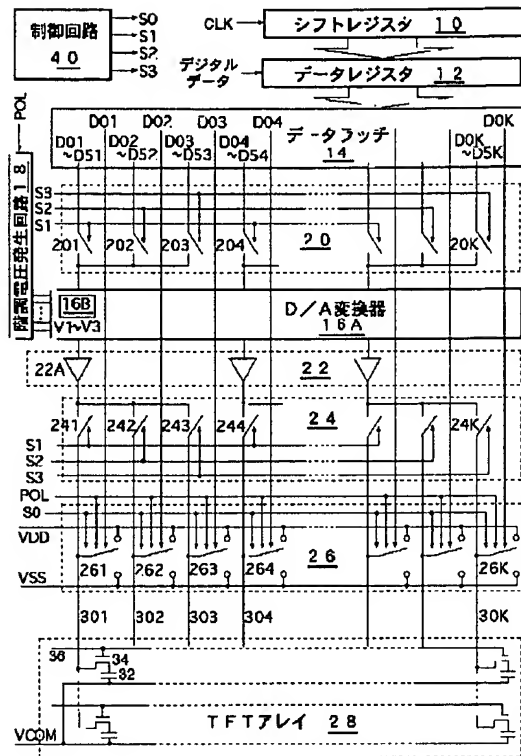 制御回路
40
S0
S1
S2
S3
CLK
シフトレジスタ 10
デジタル
データ
データレジスタ 12
POL
D01 D02 D03 D04 D0K
D01 D02 D03 D04 データラッチ D0K
~D51 ~D52 ~D53 ~D54 14 ~D5K
階調電圧発生回路18
S3
S2
S1
201 202 203 204 20 20K
16B
V1~V3
D/A変換器
16A
22A 22
241 242 243 244 24 24K
S1
S2
S3
POL
S0
VDD
261 262 263 264 26 26K
VSS
301 302 303 304 30K
36
34
32
TFTアレイ 28
VCOM